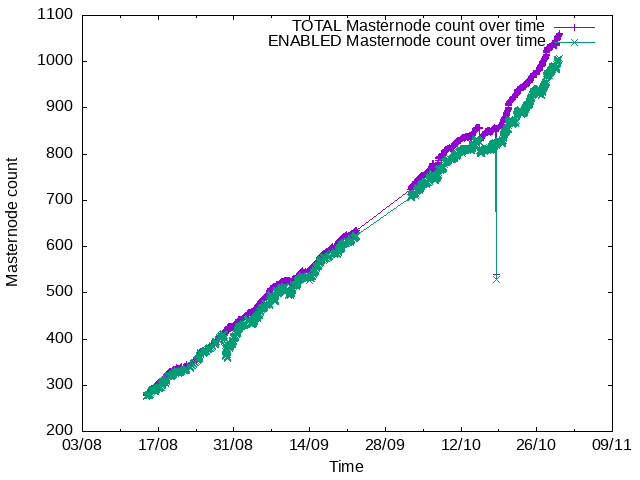 TOTAL Masternode count over time
ENABLED Masternode count over time
1100
1000
900
800
700
600
500
400
300
200
Masternode count
03/08 17/08 31/08 14/09 28/09 12/10 26/10 09/11
Time